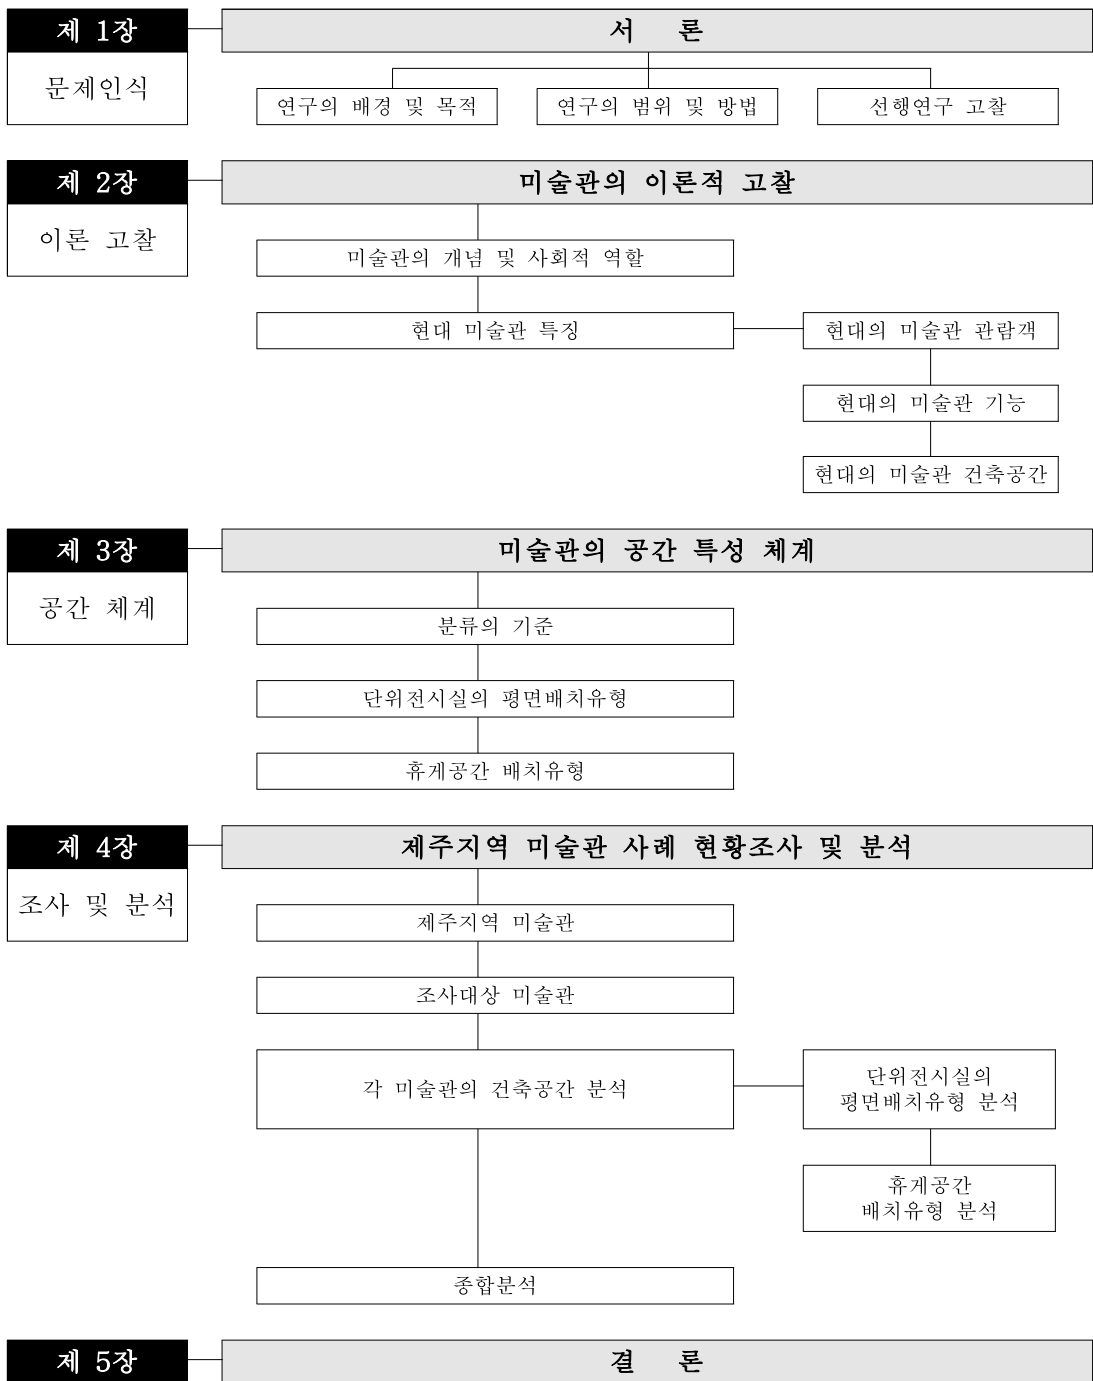 제 1장
서 론
문제인식
연구의 배경 및 목적
연구의 범위 및 방법
선행연구 고찰
제 2장
미술관의 이론적 고찰
이론 고찰
미술관의 개념 및 사회적 역할
현대 미술관 특징
현대의 미술관 관람객
현대의 미술관 기능
현대의 미술관 건축공간
제 3장
미술관의 공간 특성 체계
공간 체계
분류의 기준
단위전시실의 평면배치유형
휴게공간 배치유형
제 4장
제주지역 미술관 사례 현황조사 및 분석
조사 및 분석
제주지역 미술관
조사대상 미술관
각 미술관의 건축공간 분석
단위전시실의
평면배치유형 분석
휴게공간
배치유형 분석
종합분석
제 5장
결 론